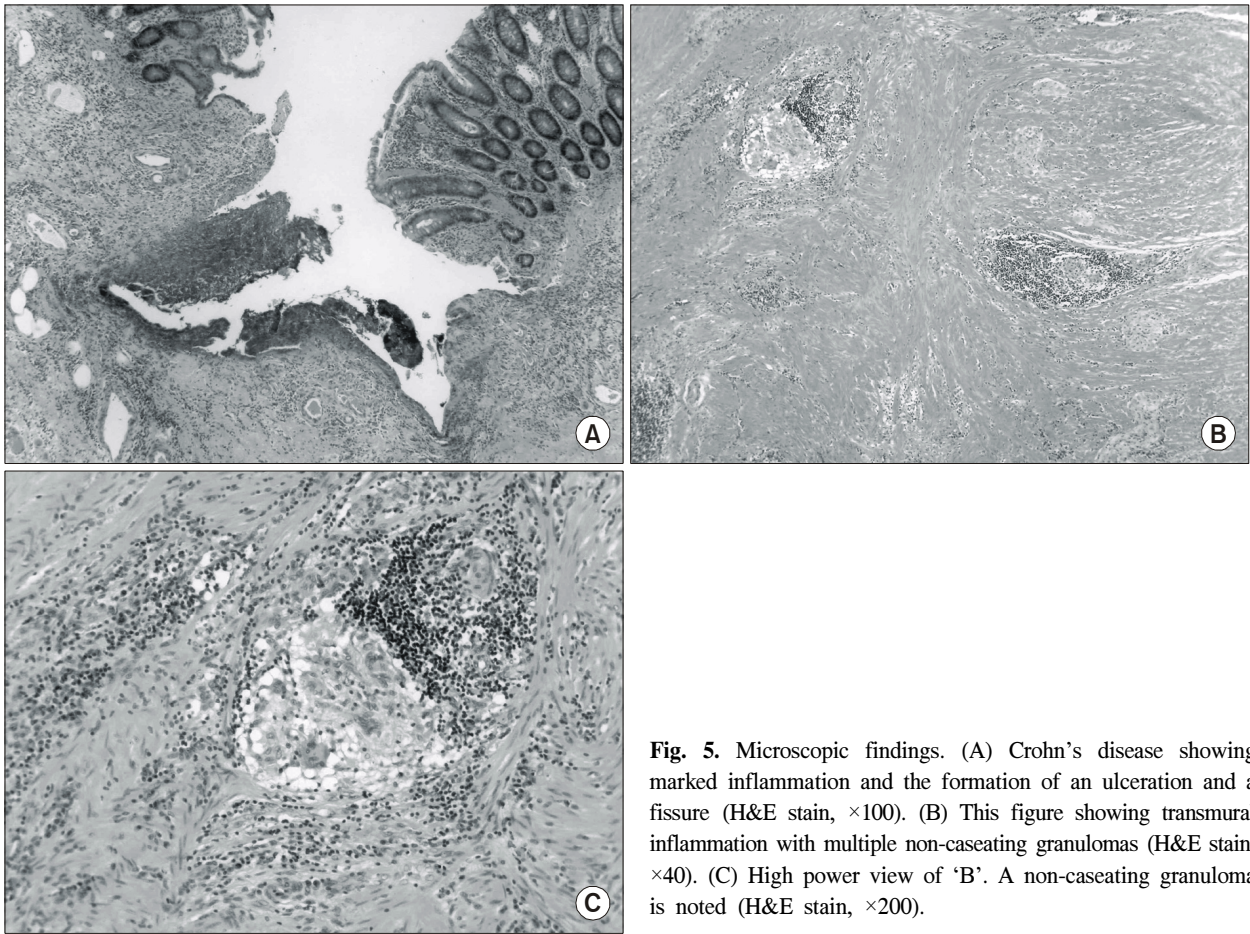 A
B
C
Fig. 5. Microscopic findings. (A) Crohn’s disease showing
marked inflammation and the formation of an ulceration and a
fissure (H&E stain, ×100). (B) This figure showing transmura
inflammation with multiple non-caseating granulomas (H&E stain
×40). (C) High power view of ‘B’. A non-caseating granuloma
is noted (H&E stain, ×200).